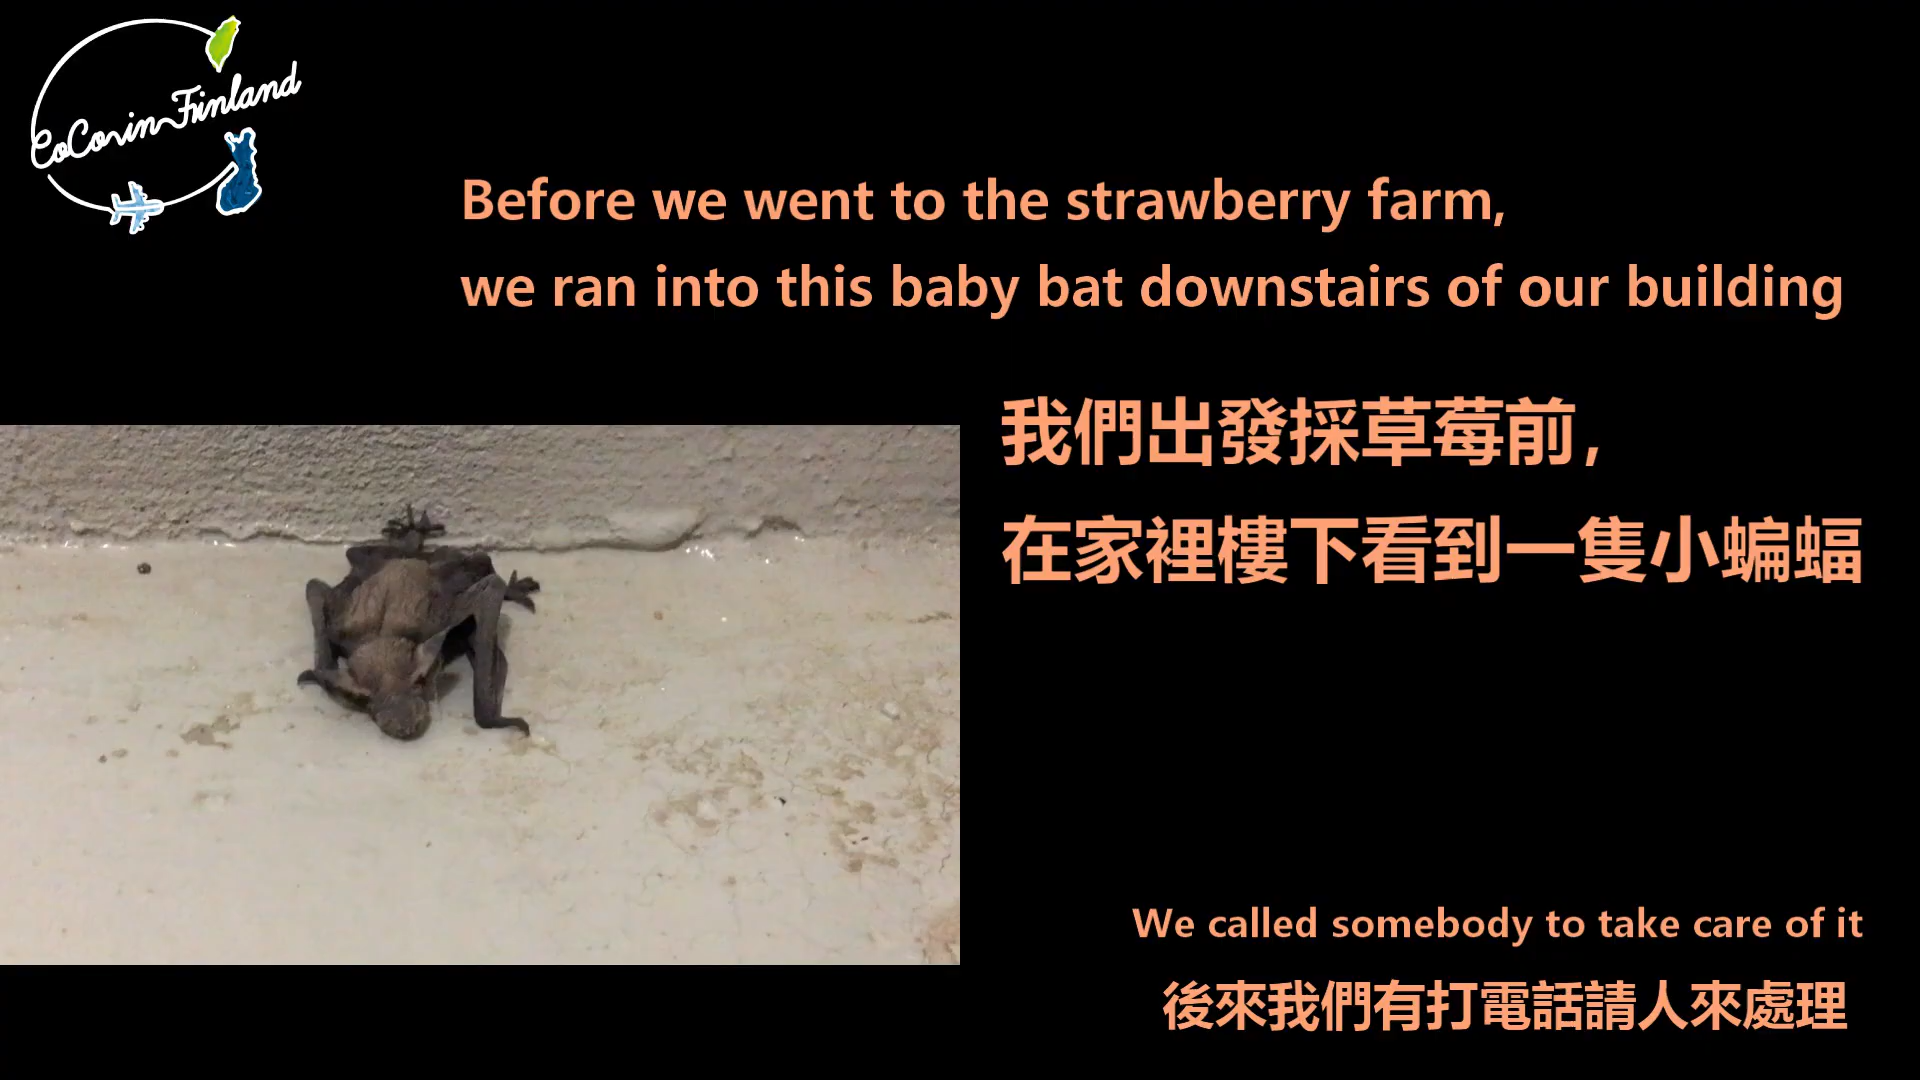 CoCo in Finland
Before we went to the strawberry farm,
we ran into this baby bat downstairs of our building
我們出發採草莓前，
在家裡樓下看到一隻小蝙蝠
We called somebody to take care of it
後來我們有打電話請人來處理